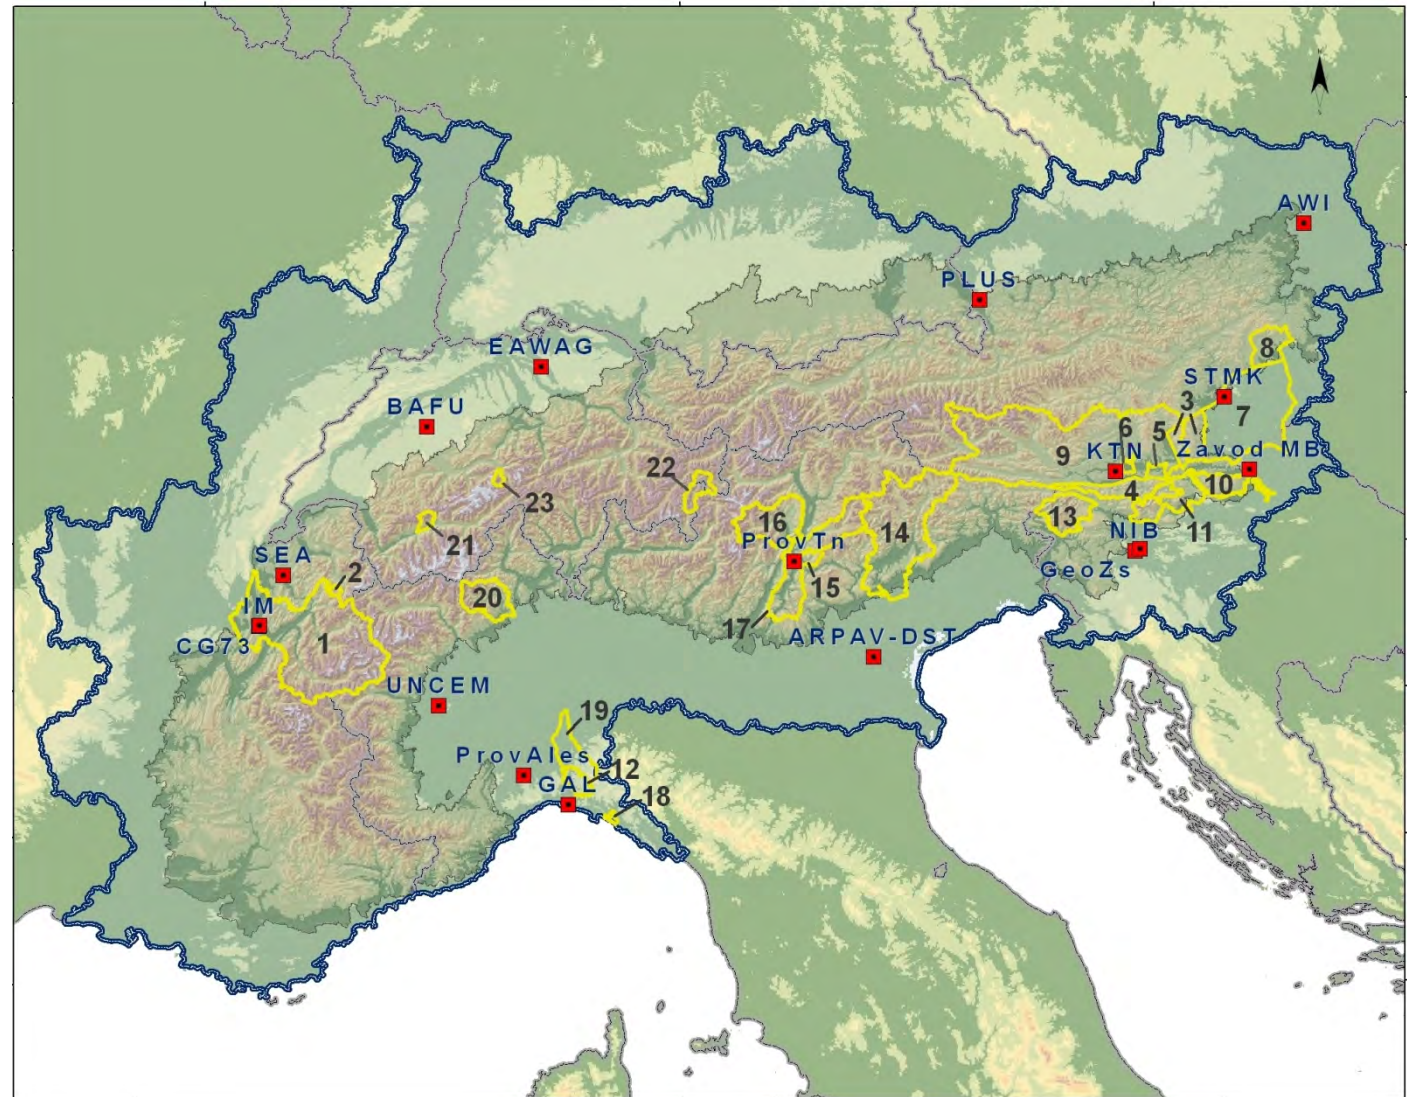 AWI
PLUS
8
EAWAG
STMK
3
7
BAFU
6
5
KTN
Zavod MB
9
22
23
10
4
16
13
11
14
21
NIB
ProvTn
SEA
2
15
GeoZs
20
IM
17
1
ARPAV-DST
CG73
UNCEM
19
ProvAles
12
GAL
18